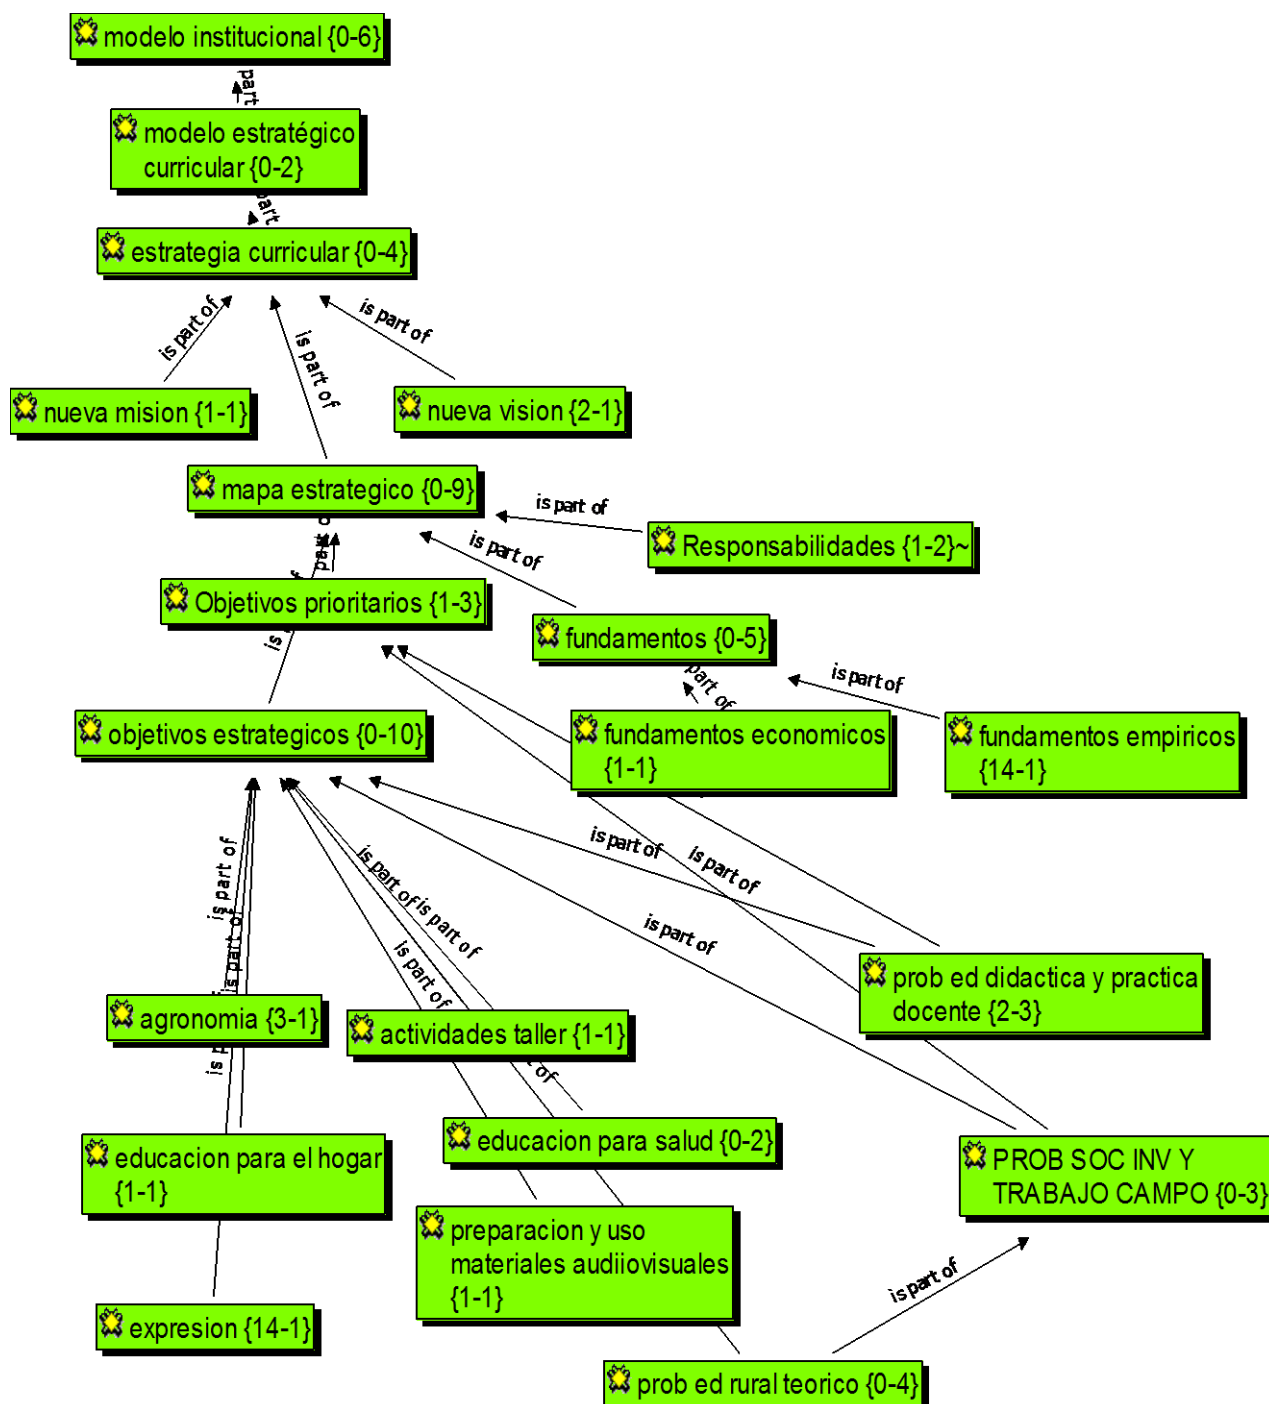 modelo institucional {0-6}
part
modelo estratégico
curricular {0-2}
part
estrategia curricular {0-4}
is part of
is part of
is part of
nueva mision {1-1}
nueva vision {2-1}
mapa estrategico {0-9}
is part of
Responsabilidades {1-2}~
is part of
part o
Objetivos prioritarios {1-3}
is
fundamentos {0-5}
part of
is part of
objetivos estrategicos {0-10}
fundamentos economicos
{1-1}
fundamentos empiricos
{14-1}
is part of
is part of
is part of
is part of
is part of
is part of
is part of
is part of
prob ed didactica y practica
docente {2-3}
agronomia {3-1}
actividades taller {1-1}
is p
of
educacion para salud {0-2}
educacion para el hogar
{1-1}
PROB SOC INV Y
TRABAJO CAMPO {0-3}
preparacion y uso
materiales audiiovisuales
{1-1}
is part of
expresion {14-1}
prob ed rural teorico {0-4}